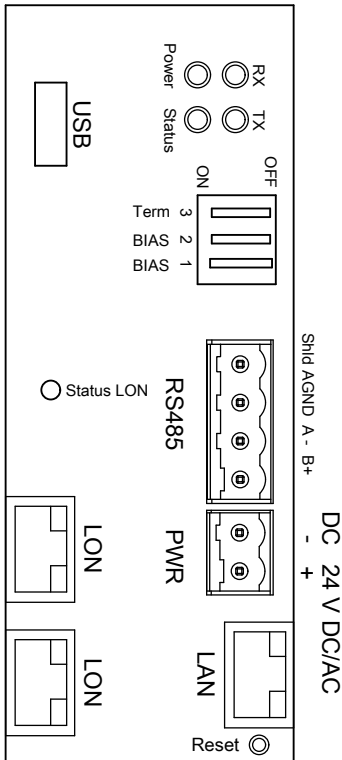 Power
RX
Status
TX
USB
ON
OFF
Term 3
BIAS 2
BIAS 1
Shld AGND A - B+
RS485
Status LON
DC 24 V DC/AC
- +
PWR
LON
LAN
LON
Reset